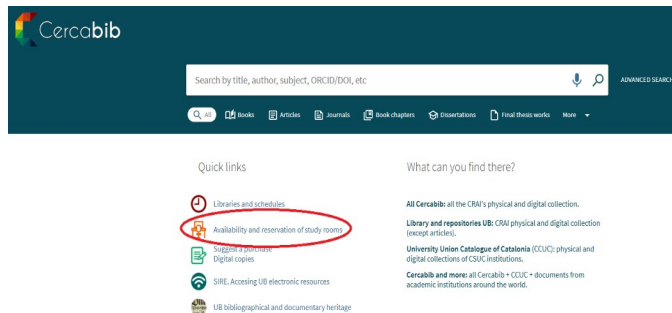 Cercabib
Search by title, author, subject, ORCID/DOI, etc
ADVANCED SEARCH
All Books Articles Journals Book chapters Dissertations Final thesis works More
Quick links
Libraries and schedules
Availability and reservation of study rooms
Suggest a purchase
Digital copies
SIRE. Accesing UB electronic resources
UB bibliographical and documentary heritage
What can you find there?
All Cercabib: all the CRAI's physical and digital collection.
Library and repositories UB: CRAI physical and digital collection
(except articles).
University Union Catalogue of Catalonia (CCUC): physical and
digital collections of CSUC institutions.
Cercabib and more: all Cercabib + CCUC + documents from
academic institutions around the world.